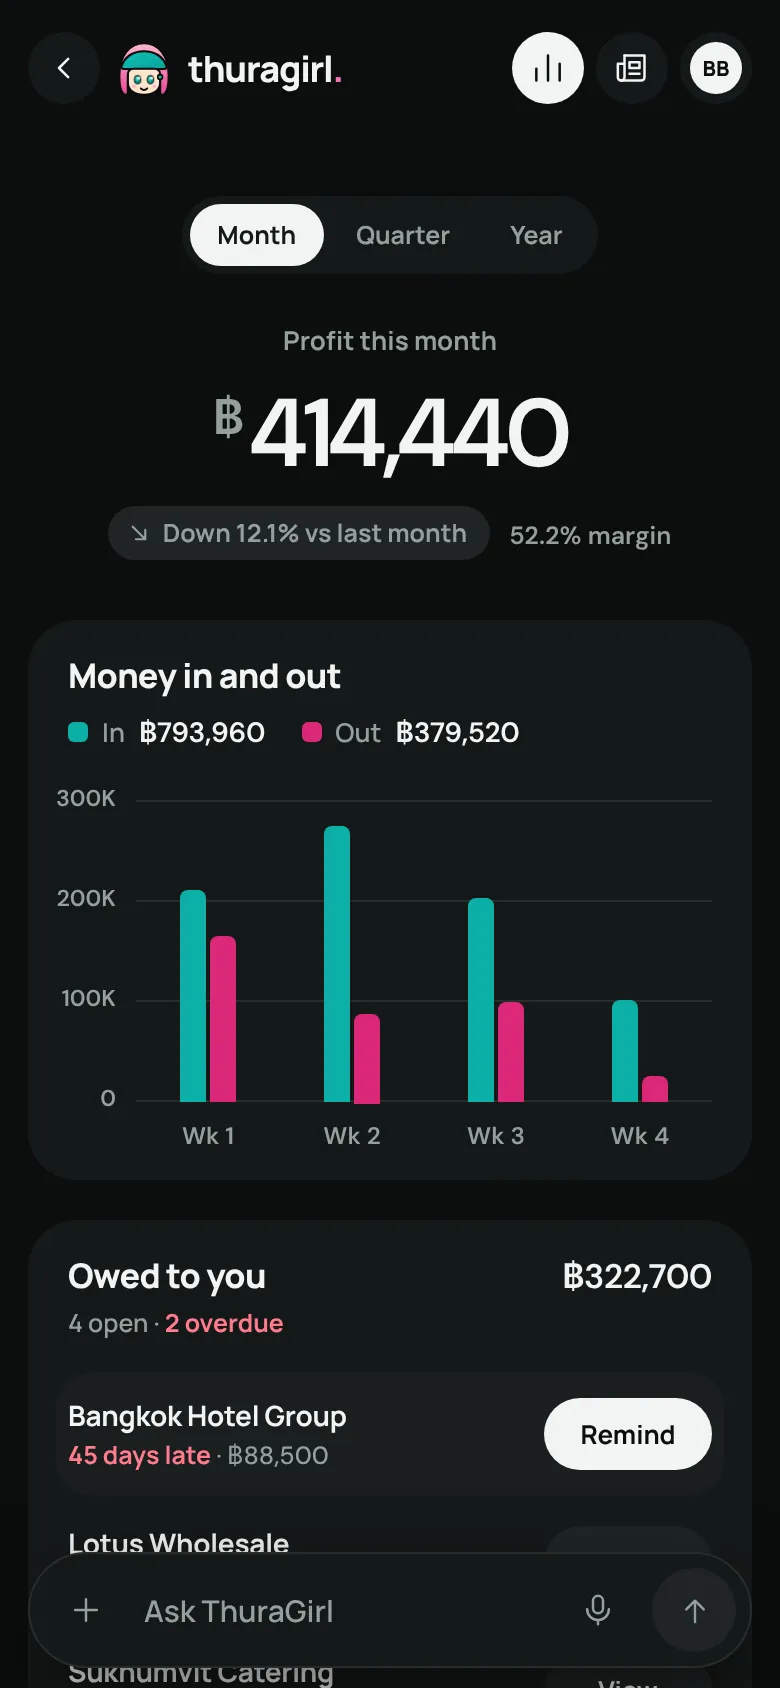 thuragirl.
BB
Month Quarter Year
Profit this month
฿414,440
Down 12.1% vs last month 52.2% margin
Money in and out
In ฿793,960 Out ฿379,520
300K
200K
100K
0
Wk 1 Wk 2 Wk 3 Wk 4
Owed to you ฿322,700
4 open · 2 overdue
Bangkok Hotel Group
45 days late · ฿88,500
Remind
Lotus Wholesale
Ask ThuraGirl
Sukhumvit Catering
View